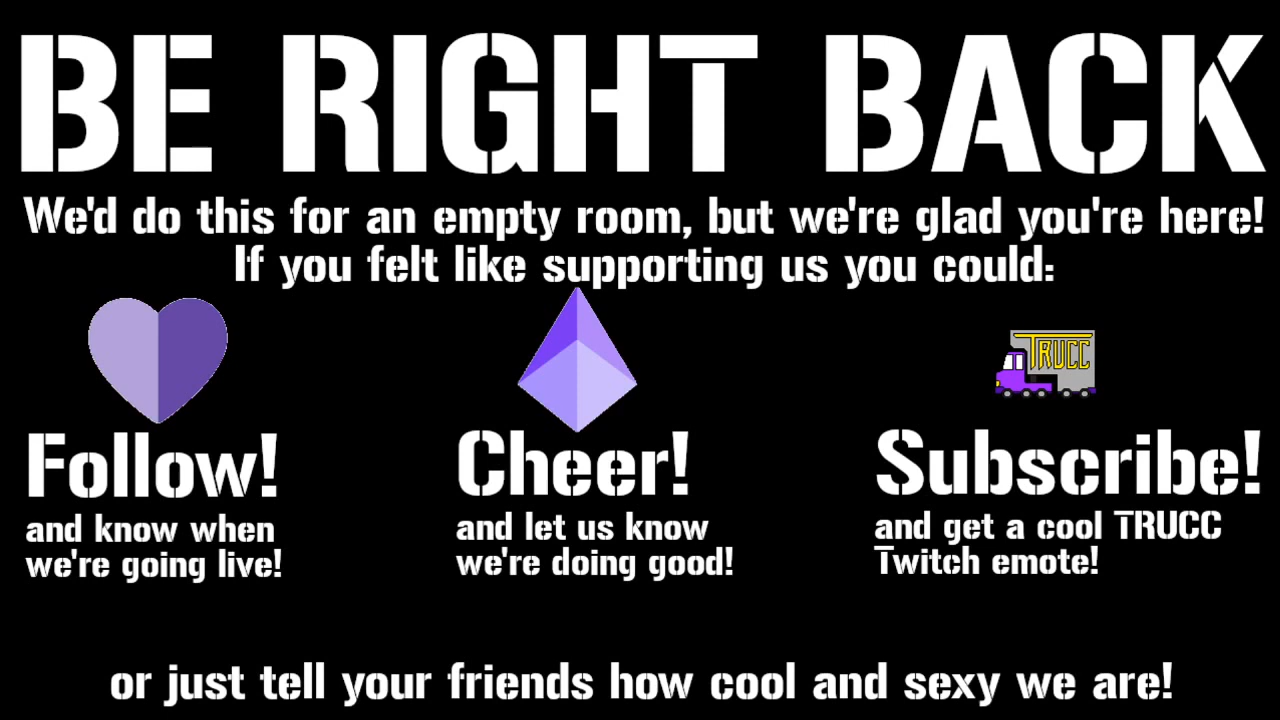 BE RIGHT BACK
We'd do this for an empty room, but we're glad you're here!
If you felt like supporting us you could:
TRUCC
Follow!
and know when
we're going live!
Cheer!
and let us know
we're doing good!
Subscribe!
and get a cool TRUCC
Twitch emote!
or just tell your friends how cool and sexy we are!